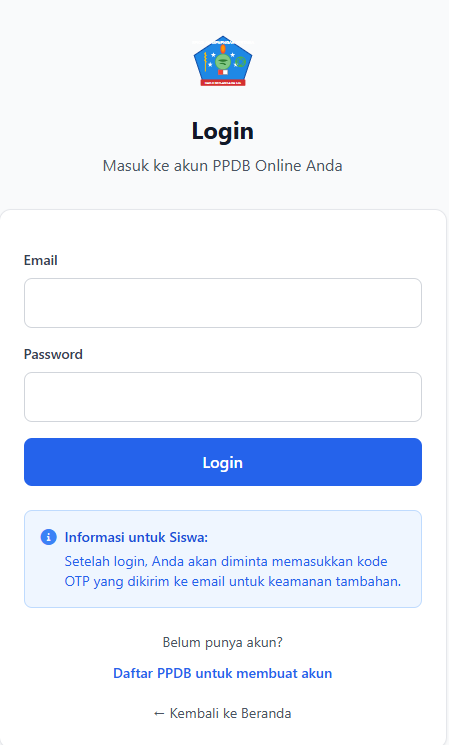 Login
Masuk ke akun PPDB Online Anda
Email
Password
Login
Informasi untuk Siswa:
Setelah login, Anda akan diminta memasukkan kode
OTP yang dikirim ke email untuk keamanan tambahan.
Belum punya akun?
Daftar PPDB untuk membuat akun
← Kembali ke Beranda